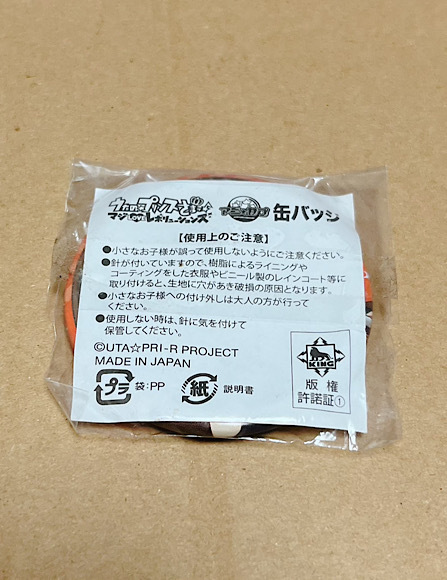 うたの☆プリンスさまっ♪
マジLOVEレボリューションズ
アニメイトカフェ 缶バッジ
【使用上のご注意】
●小さなお子様が誤って使用しないようにご注意ください。
●針が付いていますので、樹脂によるライニングや
コーティングをした衣服やビニール製のレインコート等に
取り付けると、生地に穴があき破損の原因となります。
●小さなお子様への付け外しは大人の方が行って
ください。
●使用しない時は、針に気を付けて
保管してください。
©UTA☆PRI-R PROJECT
MADE IN JAPAN
プラ 袋:PP 紙 説明書
KING
版権
許諾証①